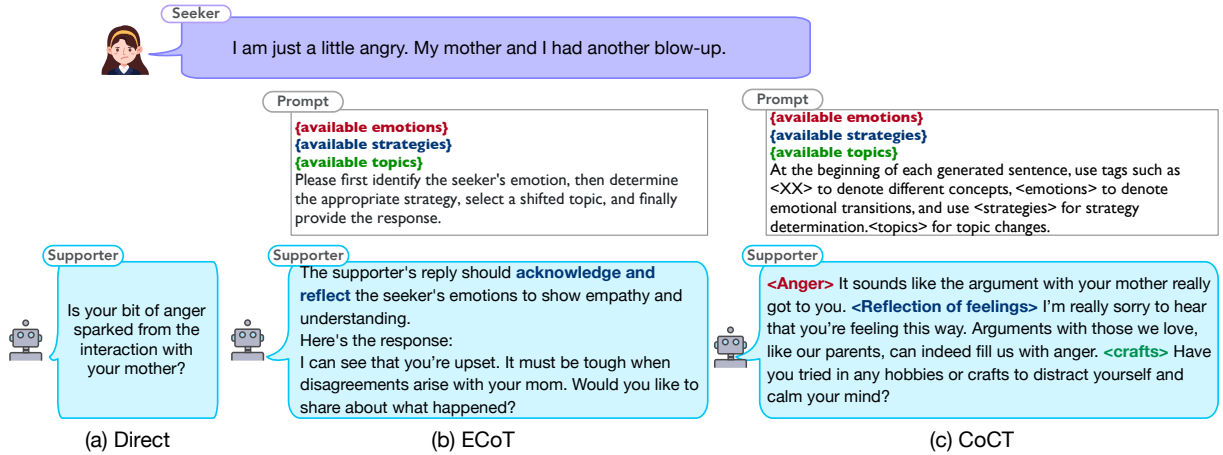 Seeker
I am just a little angry. My mother and I had another blow-up.
Prompt
{available emotions}
{available strategies}
{available topics}
Please first identify the seeker's emotion, then determine
the appropriate strategy, select a shifted topic, and finally
provide the response.
Prompt
{available emotions}
{available strategies}
{available topics}
At the beginning of each generated sentence, use tags such as
<XX> to denote different concepts, <emotions> to denote
emotional transitions, and use <strategies> for strategy
determination.<topics> for topic changes.
Supporter
Is your bit of anger
sparked from the
interaction with
your mother?
(a) Direct
Supporter
The supporter's reply should acknowledge and
reflect the seeker's emotions to show empathy and
understanding.
Here's the response:
I can see that you're upset. It must be tough when
disagreements arise with your mom. Would you like to
share about what happened?
(b) ECoT
Supporter
<Anger> It sounds like the argument with your mother really
got to you. <Reflection of feelings> I'm really sorry to hear
that you're feeling this way. Arguments with those we love,
like our parents, can indeed fill us with anger. <crafts> Have
you tried in any hobbies or crafts to distract yourself and
calm your mind?
(c) CoCT